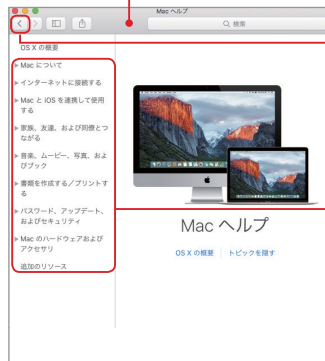 Mac ヘルプ
検索
OS X の概要
Mac について
インターネットに接続する
Mac と iOS を連携して使用
する
家族、友達、および同僚とつ
ながる
音楽、ムービー、写真、およ
びブック
書類を作成する／プリントす
る
パスワード、アップデート、
およびセキュリティ
Mac のハードウェアおよび
アクセサリ
追加のリソース
Mac ヘルプ
OS X の概要 | トピックを隠す